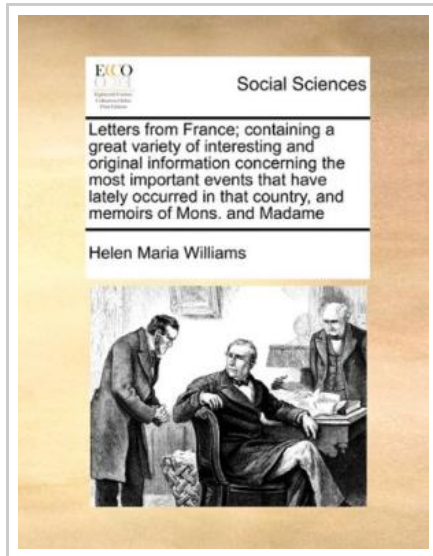 ECCO
Social Sciences
Letters from France; containing a
great variety of interesting and
original information concerning the
most important events that have
lately occurred in that country, and
memoirs of Mons. and Madame
Helen Maria Williams